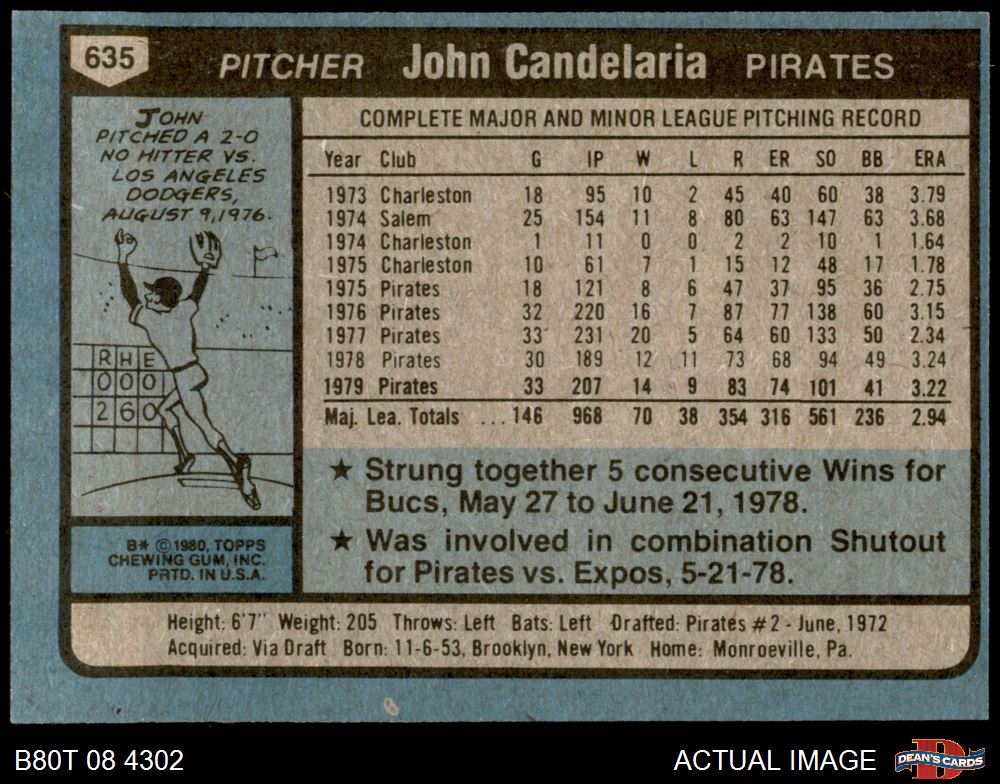 635
PITCHER John Candelaria PIRATES
JOHN
PITCHED A 2-0
NO HITTER VS.
LOS ANGELES
DODGERS,
AUGUST 9, 1976.
R H E
0 0 0
2 6 0
B* ©1980, TOPPS
CHEWING GUM, INC.
PRTD. IN U.S.A.
COMPLETE MAJOR AND MINOR LEAGUE PITCHING RECORD
Year Club G IP W L R ER SO BB ERA
1973 Charleston 18 95 10 2 45 40 60 38 3.79
1974 Salem 25 154 11 8 80 63 147 63 3.68
1974 Charleston 1 11 0 0 2 2 10 1 1.64
1975 Charleston 10 61 7 1 15 12 48 17 1.78
1975 Pirates 18 121 8 6 47 37 95 36 2.75
1976 Pirates 32 220 16 7 87 77 138 60 3.15
1977 Pirates 33 231 20 5 64 60 133 50 2.34
1978 Pirates 30 189 12 11 73 68 94 49 3.24
1979 Pirates 33 207 14 9 83 74 101 41 3.22
Maj. Lea. Totals ... 146 968 70 38 354 316 561 236 2.94
★ Strung together 5 consecutive Wins for
Bucs, May 27 to June 21, 1978.
★ Was involved in combination Shutout
for Pirates vs. Expos, 5-21-78.
Height: 6'7" Weight: 205 Throws: Left Bats: Left Drafted: Pirates #2 - June, 1972
Acquired: Via Draft Born: 11-6-53, Brooklyn, New York Home: Monroeville, Pa.
B80T 08 4302
ACTUAL IMAGE
D
DEAN'S CARDS